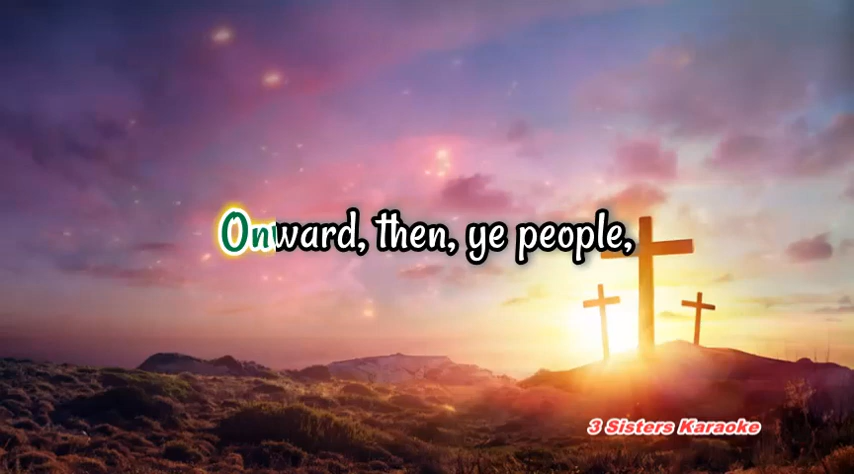 Onward, then, ye people,
3 Sisters Karaoke